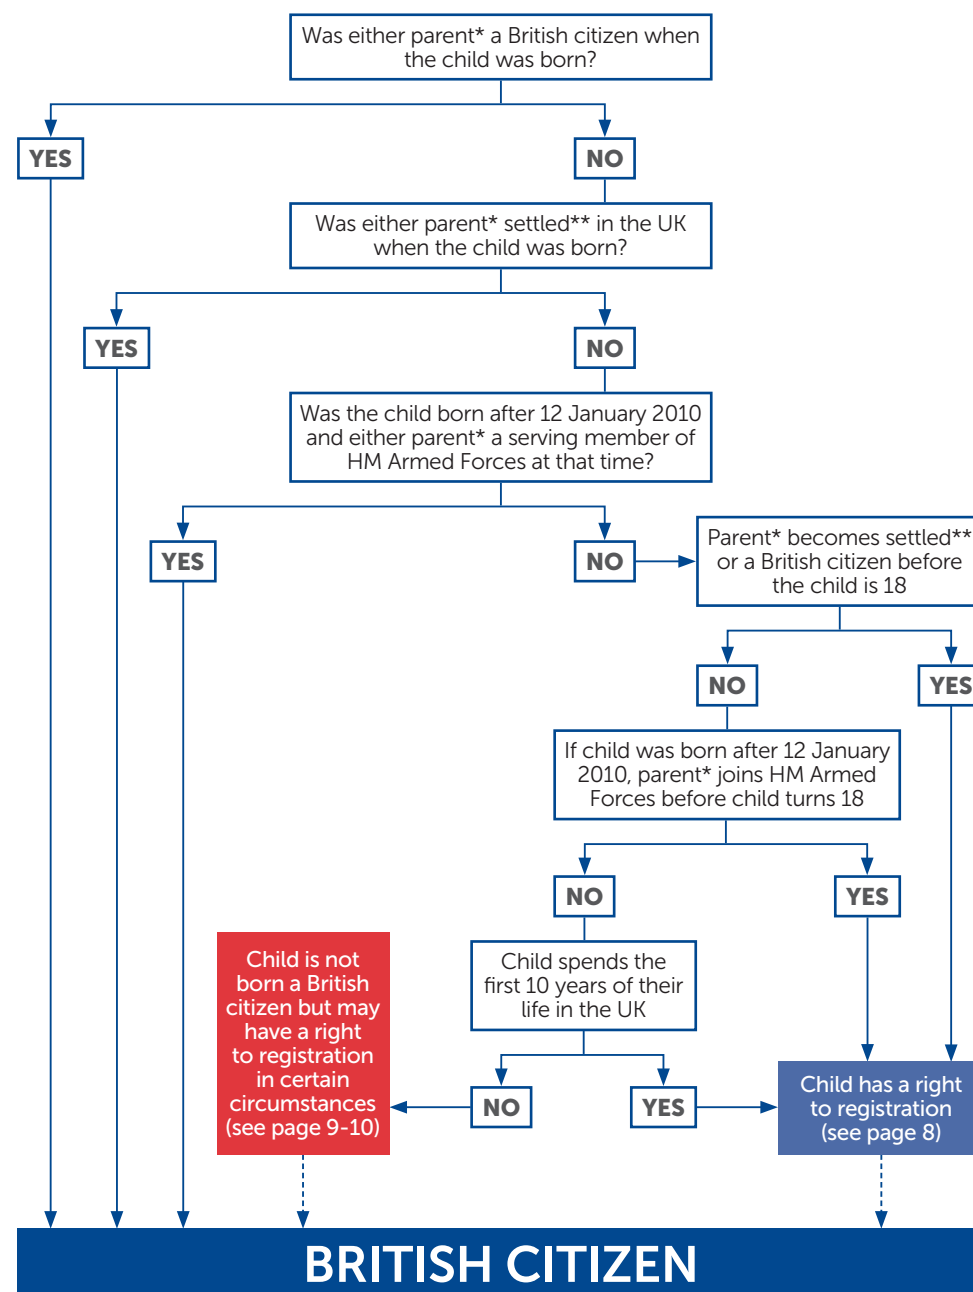 Was either parent* a British citizen when
the child was born?
YES
NO
Was either parent* settled** in the UK
when the child was born?
YES
NO
Was the child born after 12 January 2010
and either parent* a serving member of
HM Armed Forces at that time?
YES
NO
Parent* becomes settled**
or a British citizen before
the child is 18
NO
YES
If child was born after 12 January
2010, parent* joins HM Armed
Forces before child turns 18
NO
YES
Child spends the
first 10 years of their
life in the UK
NO
YES
Child is not
born a British
citizen but may
have a right
to registration
in certain
circumstances
(see page 9-10)
Child has a right
to registration
(see page 8)
BRITISH CITIZEN